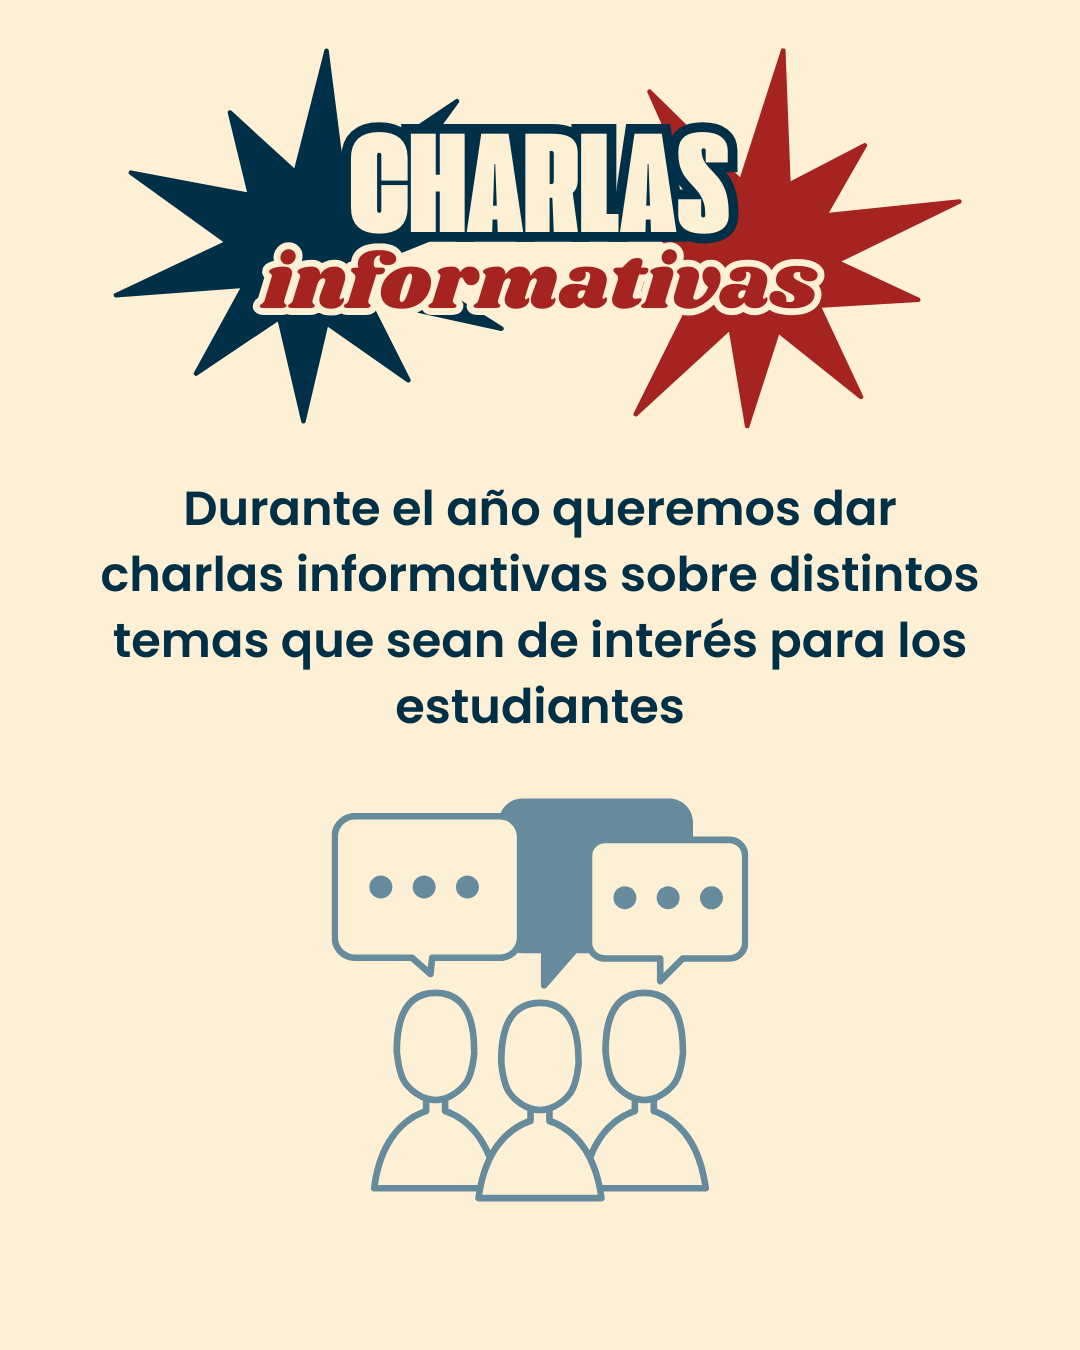 CHARLAS
informativas
Durante el año queremos dar
charlas informativas sobre distintos
temas que sean de interés para los
estudiantes